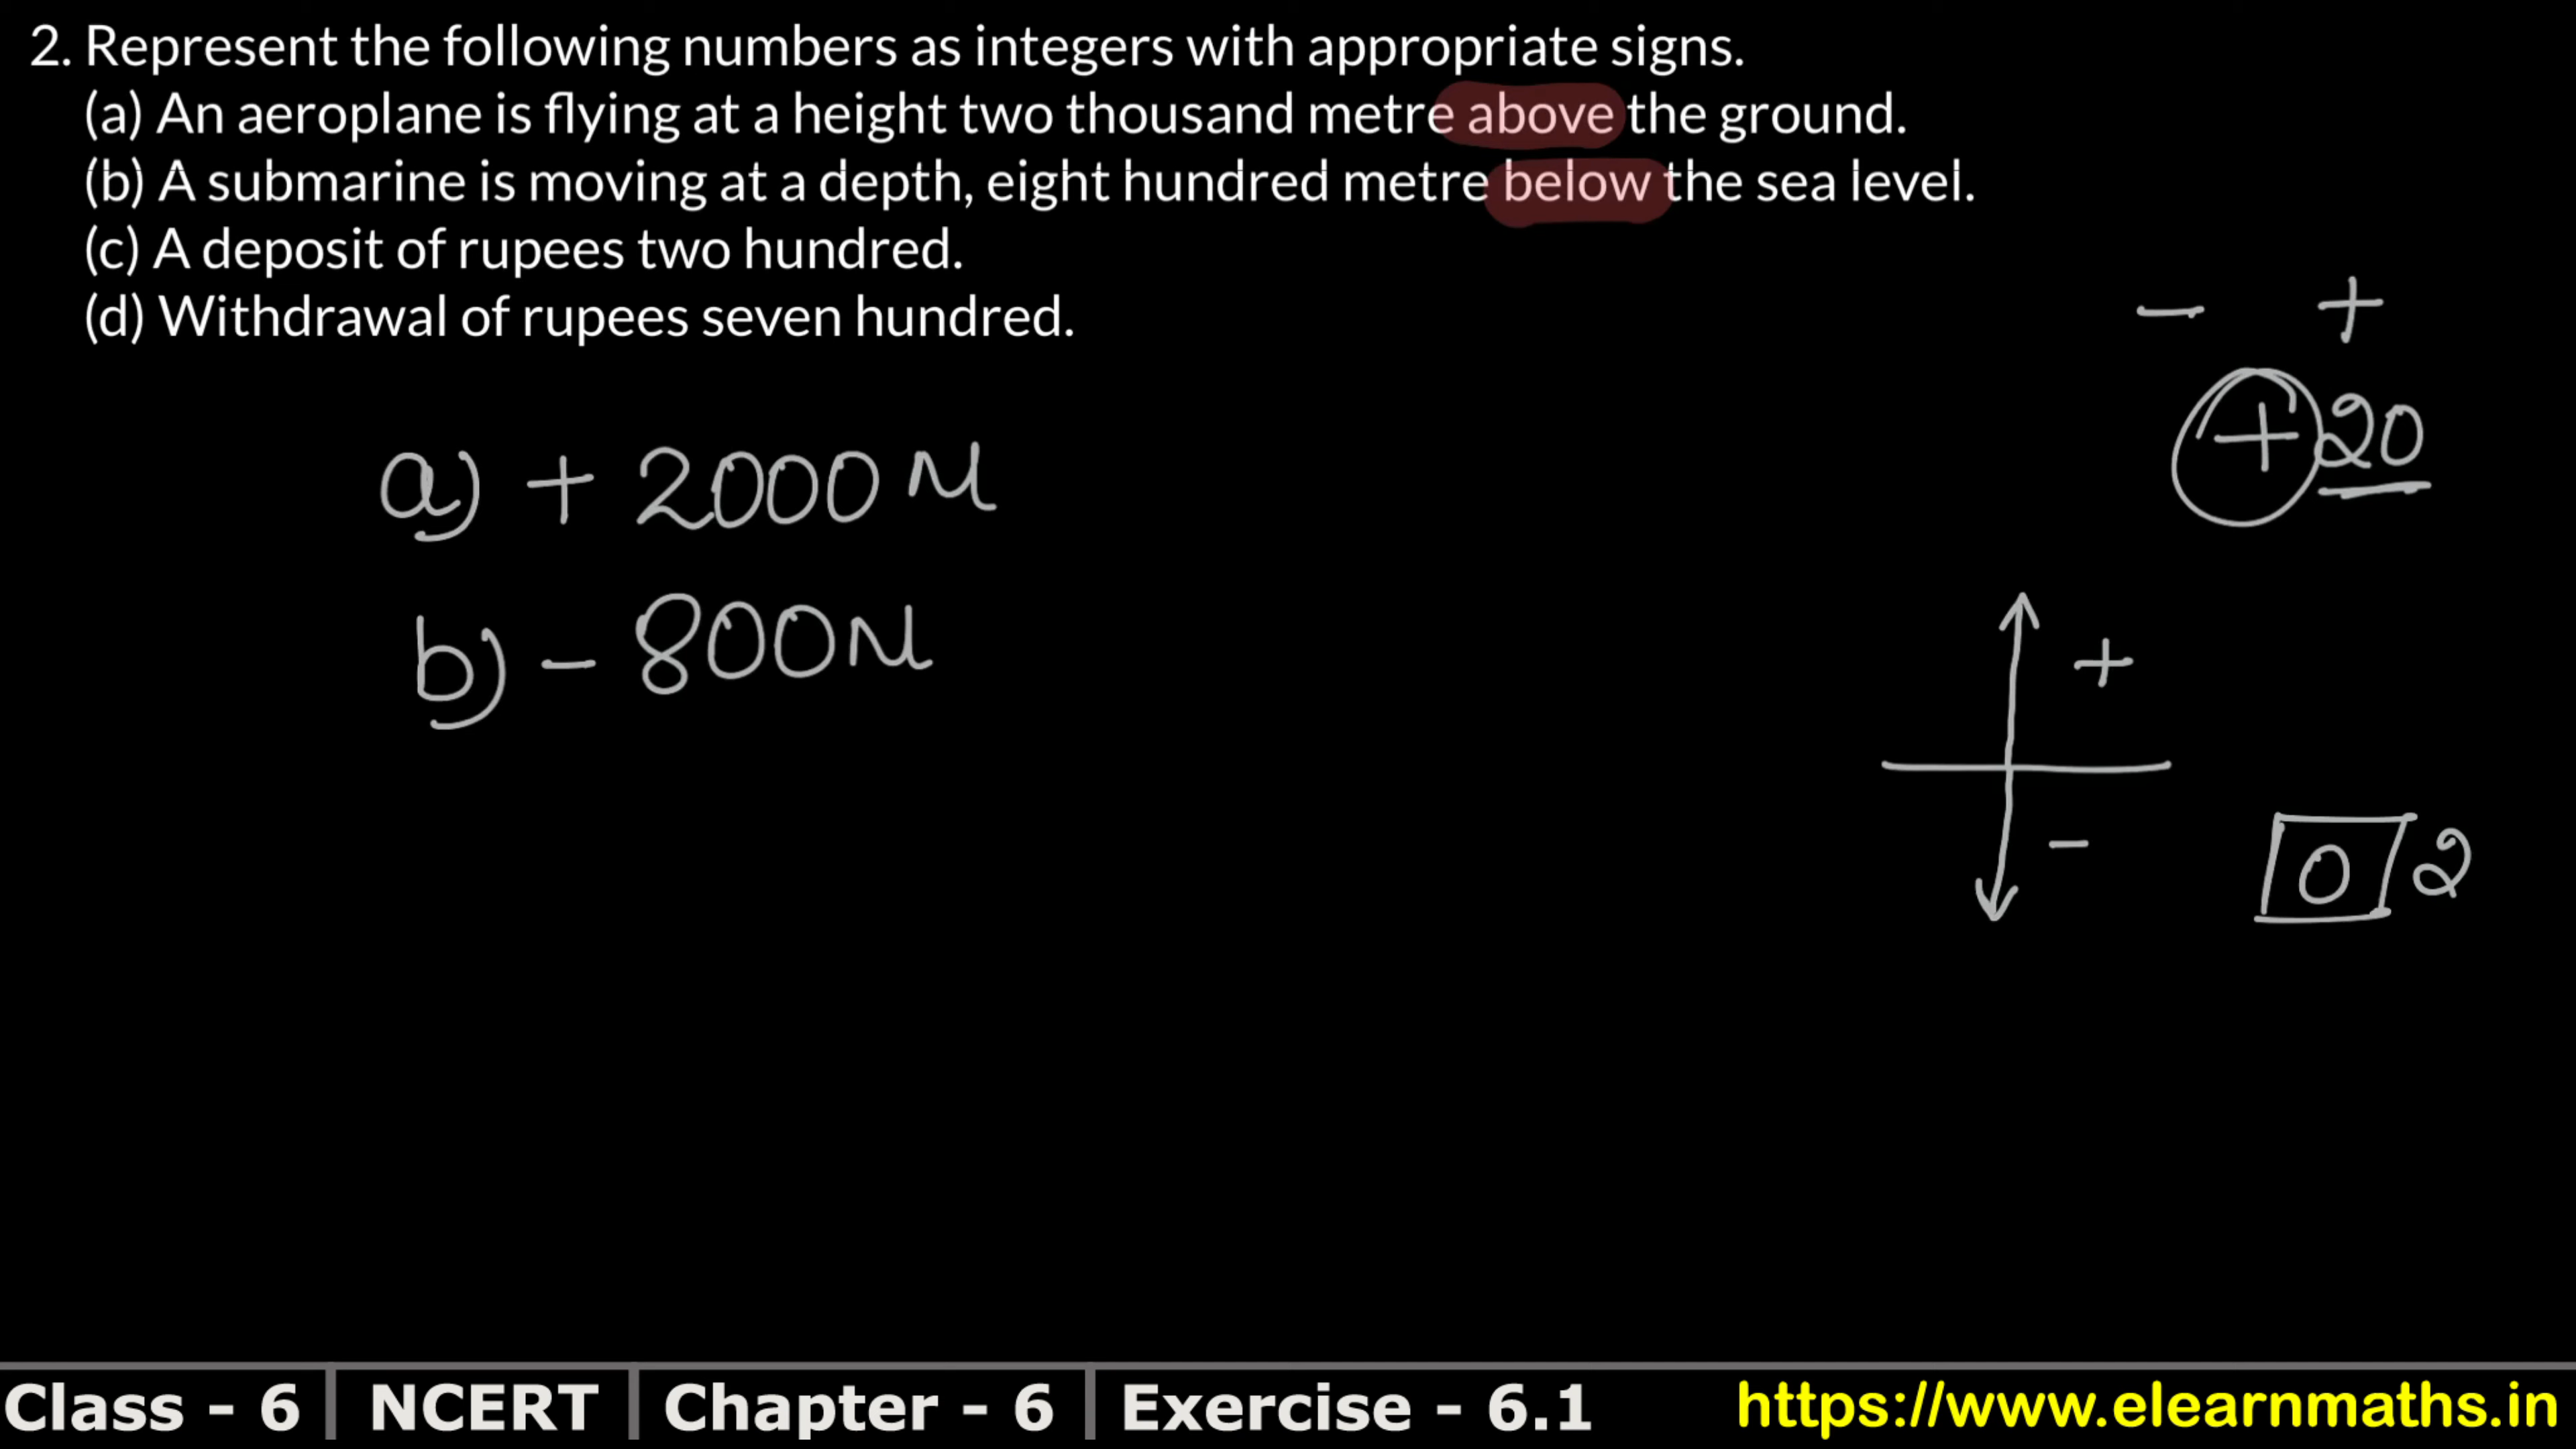 2. Represent the following numbers as integers with appropriate signs.
(a) An aeroplane is flying at a height two thousand metre above the ground.
(b) A submarine is moving at a depth, eight hundred metre below the sea level.
(c) A deposit of rupees two hundred.
(d) Withdrawal of rupees seven hundred.
- +
+ 20
a) + 2000 M
b) - 800 M
+
-
0 2
Class - 6 | NCERT | Chapter - 6 | Exercise - 6.1 https://www.elearnmaths.in